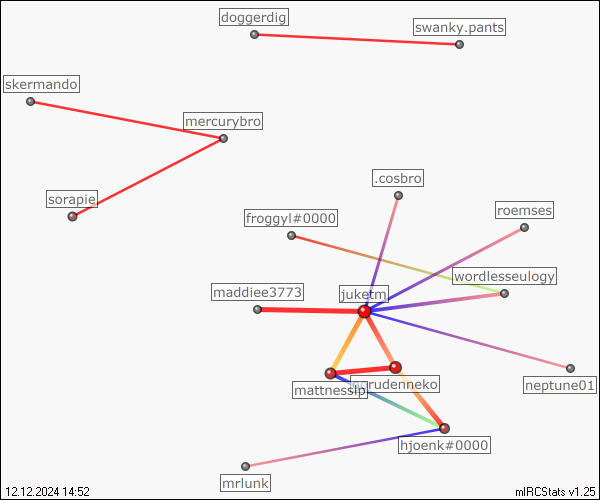 doggerdig
swanky.pants
skermando
mercurybro
.cosbro
sorapie
roemses
froggyl#0000
wordlesseulogy
maddiee3773
juketm
mattnessip
rudenneko
neptune01
hjoenk#0000
mrlunk
12.12.2024 14:52
mIRCStats v1.25